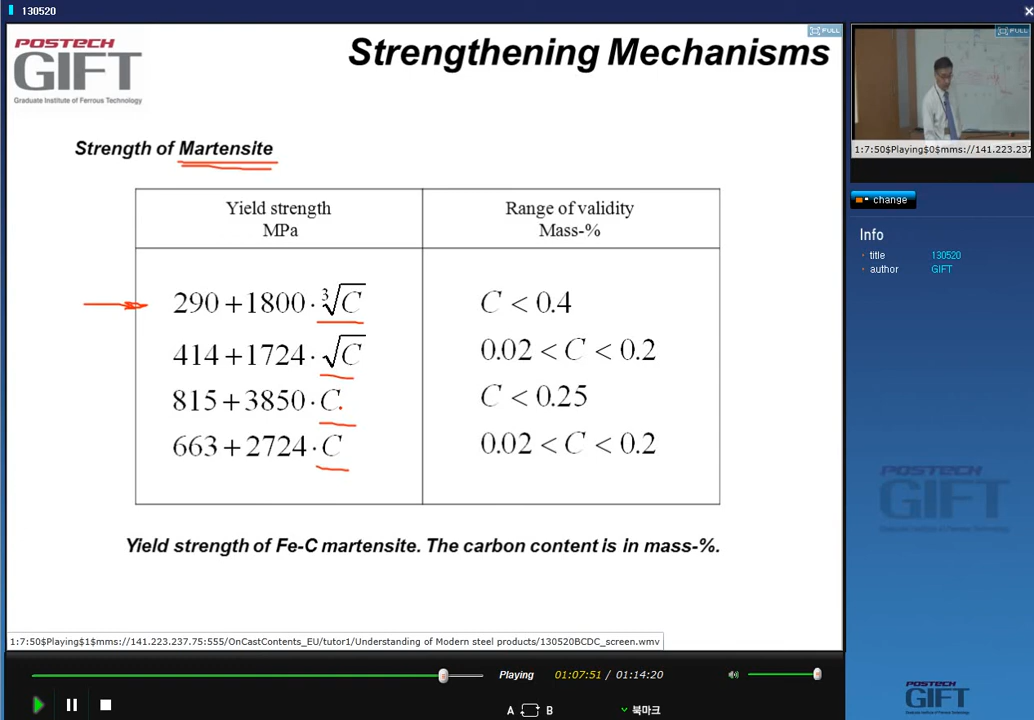 130520
POSTECH
GIFT
Graduate Institute of Ferrous Technology
Strengthening Mechanisms
FULL
FULL
1:7:50$Playing$0$mms://141.223.237
change
Info
title 130520
author GIFT
Strength of Martensite
Yield strength MPa
Range of validity Mass-%
290 + 1800 · ∛C
C < 0.4
414 + 1724 · √C
0.02 < C < 0.2
815 + 3850 · C
C < 0.25
663 + 2724 · C
0.02 < C < 0.2
Yield strength of Fe-C martensite. The carbon content is in mass-%.
POSTECH
GIFT
1:7:50$Playing$1$mms://141.223.237.75:555/OnCastContents_EU/tutor1/Understanding of Modern steel products/130520BCDC_screen.wmv
Playing 01:07:51 / 01:14:20
A B 북마크
POSTECH
GIFT